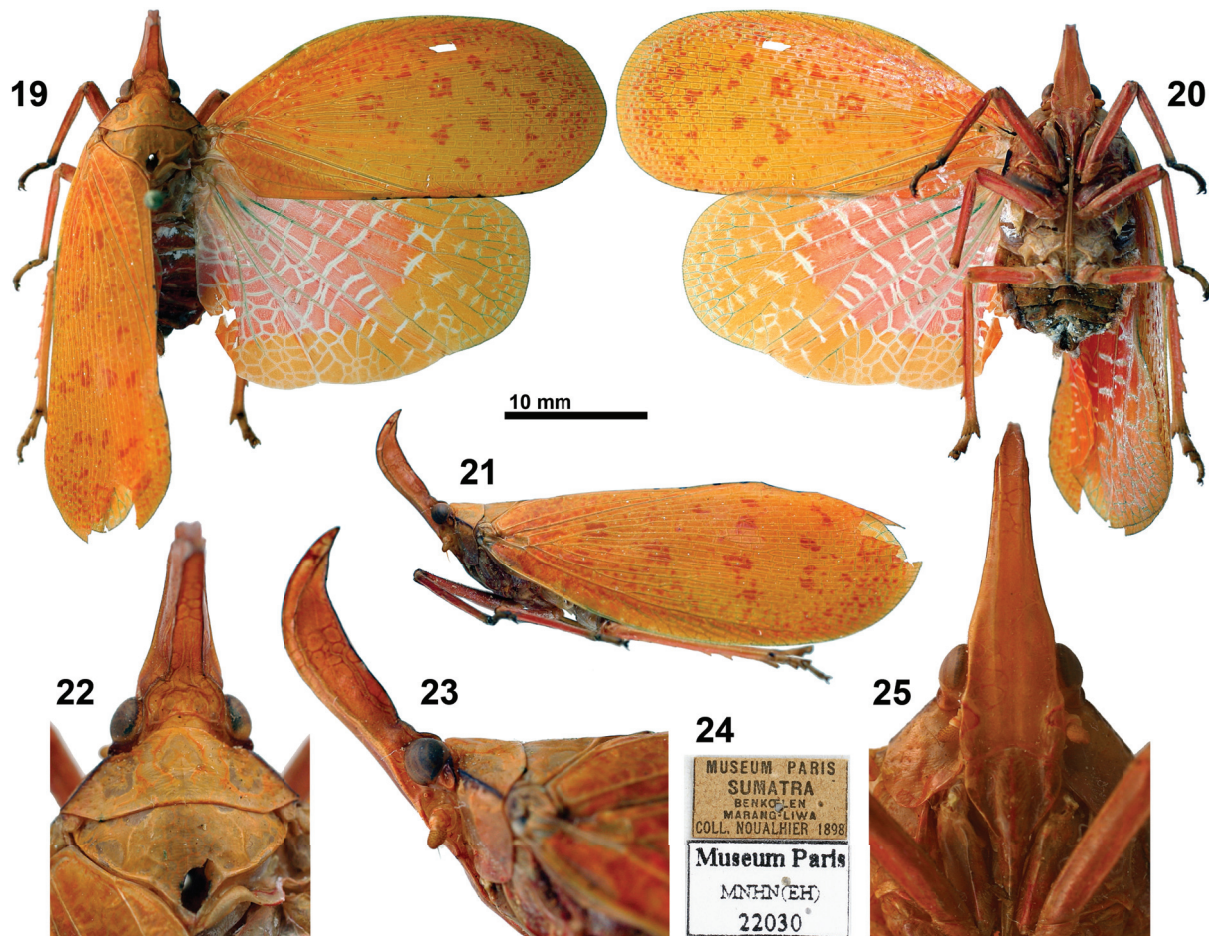 19
20
10 mm
21
22
23
24
25
MUSEUM PARIS
SUMATRA
BENKOELEN
MARANG-LIWA
COLL. NOUALHIER 1898
Museum Paris
MNHN(EH)
22030